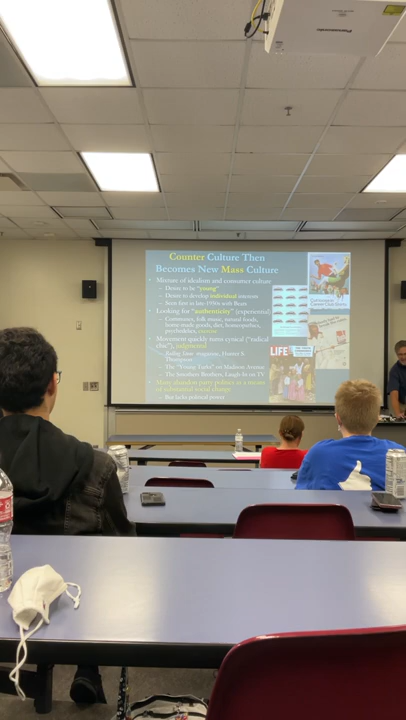 Counter Culture Then
Becomes New Mass Culture
• Mixture of idealism and consumer culture
– Desire to be "young"
– Desire to develop individual interests
– Seen first in late-1950s with Beats
• Looking for "authenticity" (experiential)
– Communes, folk music, natural foods,
home-made goods, diet, homeopathies,
psychedelics,
• Movement quickly turns cynical ("radical
chic"),
– Rolling Stone magazine, Hunter S.
Thompson
– The "Young Turks" on Madison Avenue
– The Smothers Brothers, Laugh-In on TV
• Many abandon party politics as a means
of substantial social change
– But lacks political power
LIFE
Panasonic